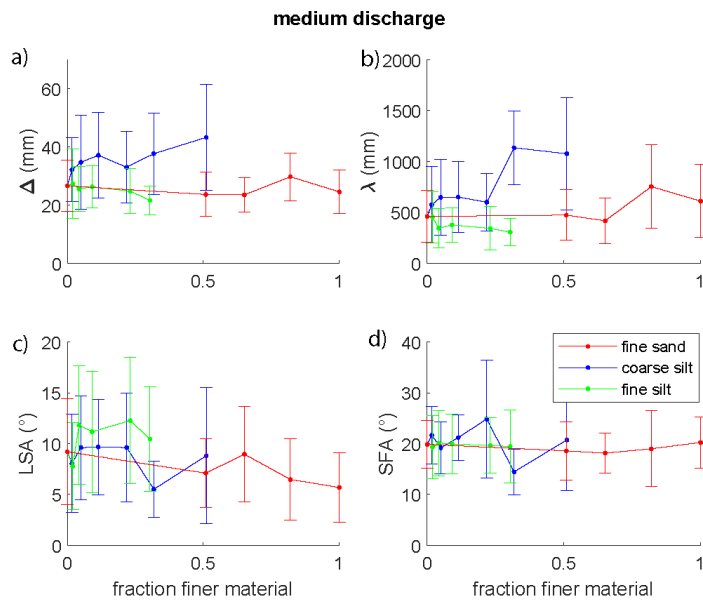 medium discharge
a)
60
40
20
0
Δ (mm)
0
0.5
1
b)
2000
1500
1000
500
0
λ (mm)
0
0.5
1
c)
20
15
10
5
0
LSA (°)
0
0.5
1
fraction finer material
d)
40
30
20
10
0
SFA (°)
0
0.5
1
fraction finer material
fine sand
coarse silt
fine silt